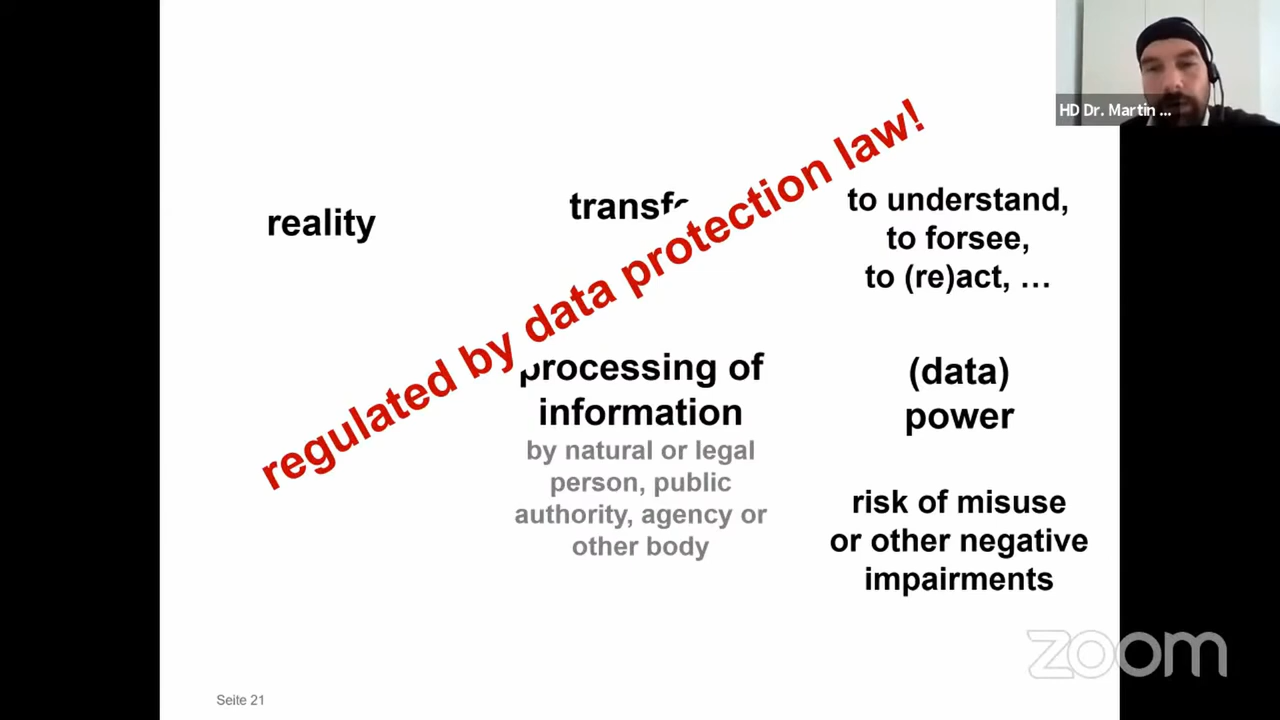 HD Dr. Martin ...
regulated by data protection law!
reality
to understand,
to forsee,
to (re)act, …
processing of
information
by natural or legal
person, public
authority, agency or
other body
(data)
power
risk of misuse
or other negative
impairments
zoom
Seite 21